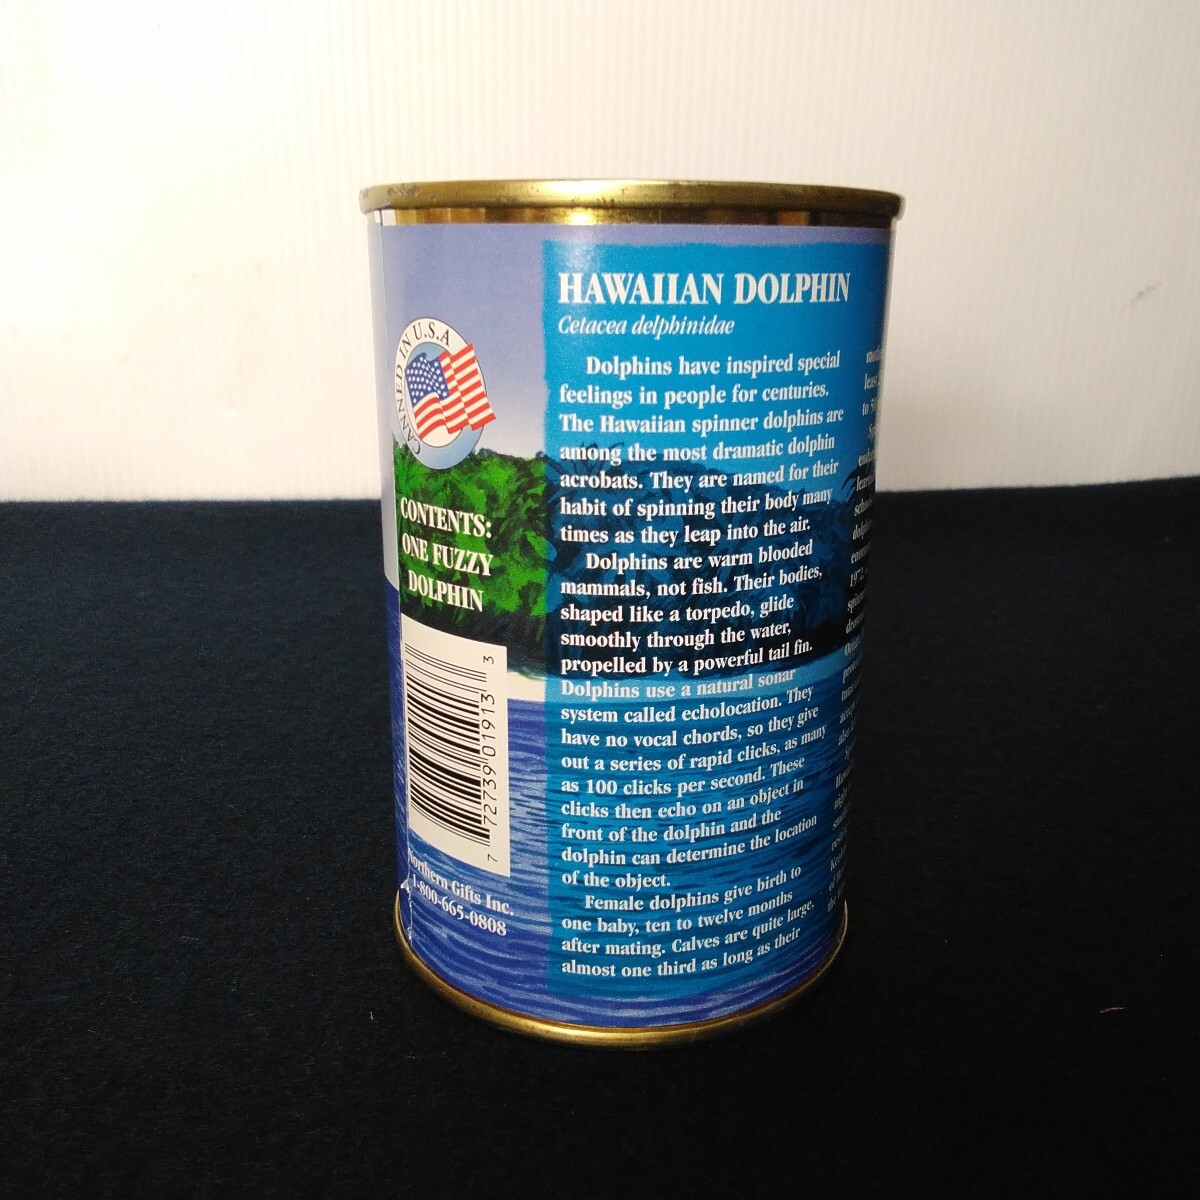 CANNED IN U.S.A
CONTENTS:
ONE FUZZY
DOLPHIN
7 72739 01913 3
Northern Gifts Inc.
1-800-665-0808
HAWAIIAN DOLPHIN
Cetacea delphinidae
Dolphins have inspired special
feelings in people for centuries.
The Hawaiian spinner dolphins are
among the most dramatic dolphin
acrobats. They are named for their
habit of spinning their body many
times as they leap into the air.
Dolphins are warm blooded
mammals, not fish. Their bodies,
shaped like a torpedo, glide
smoothly through the water,
propelled by a powerful tail fin.
Dolphins use a natural sonar
system called echolocation. They
have no vocal chords, so they give
out a series of rapid clicks, as many
as 100 clicks per second. These
clicks then echo on an object in
front of the dolphin and the
dolphin can determine the location
of the object.
Female dolphins give birth to
one baby, ten to twelve months
after mating. Calves are quite large,
almost one third as long as their